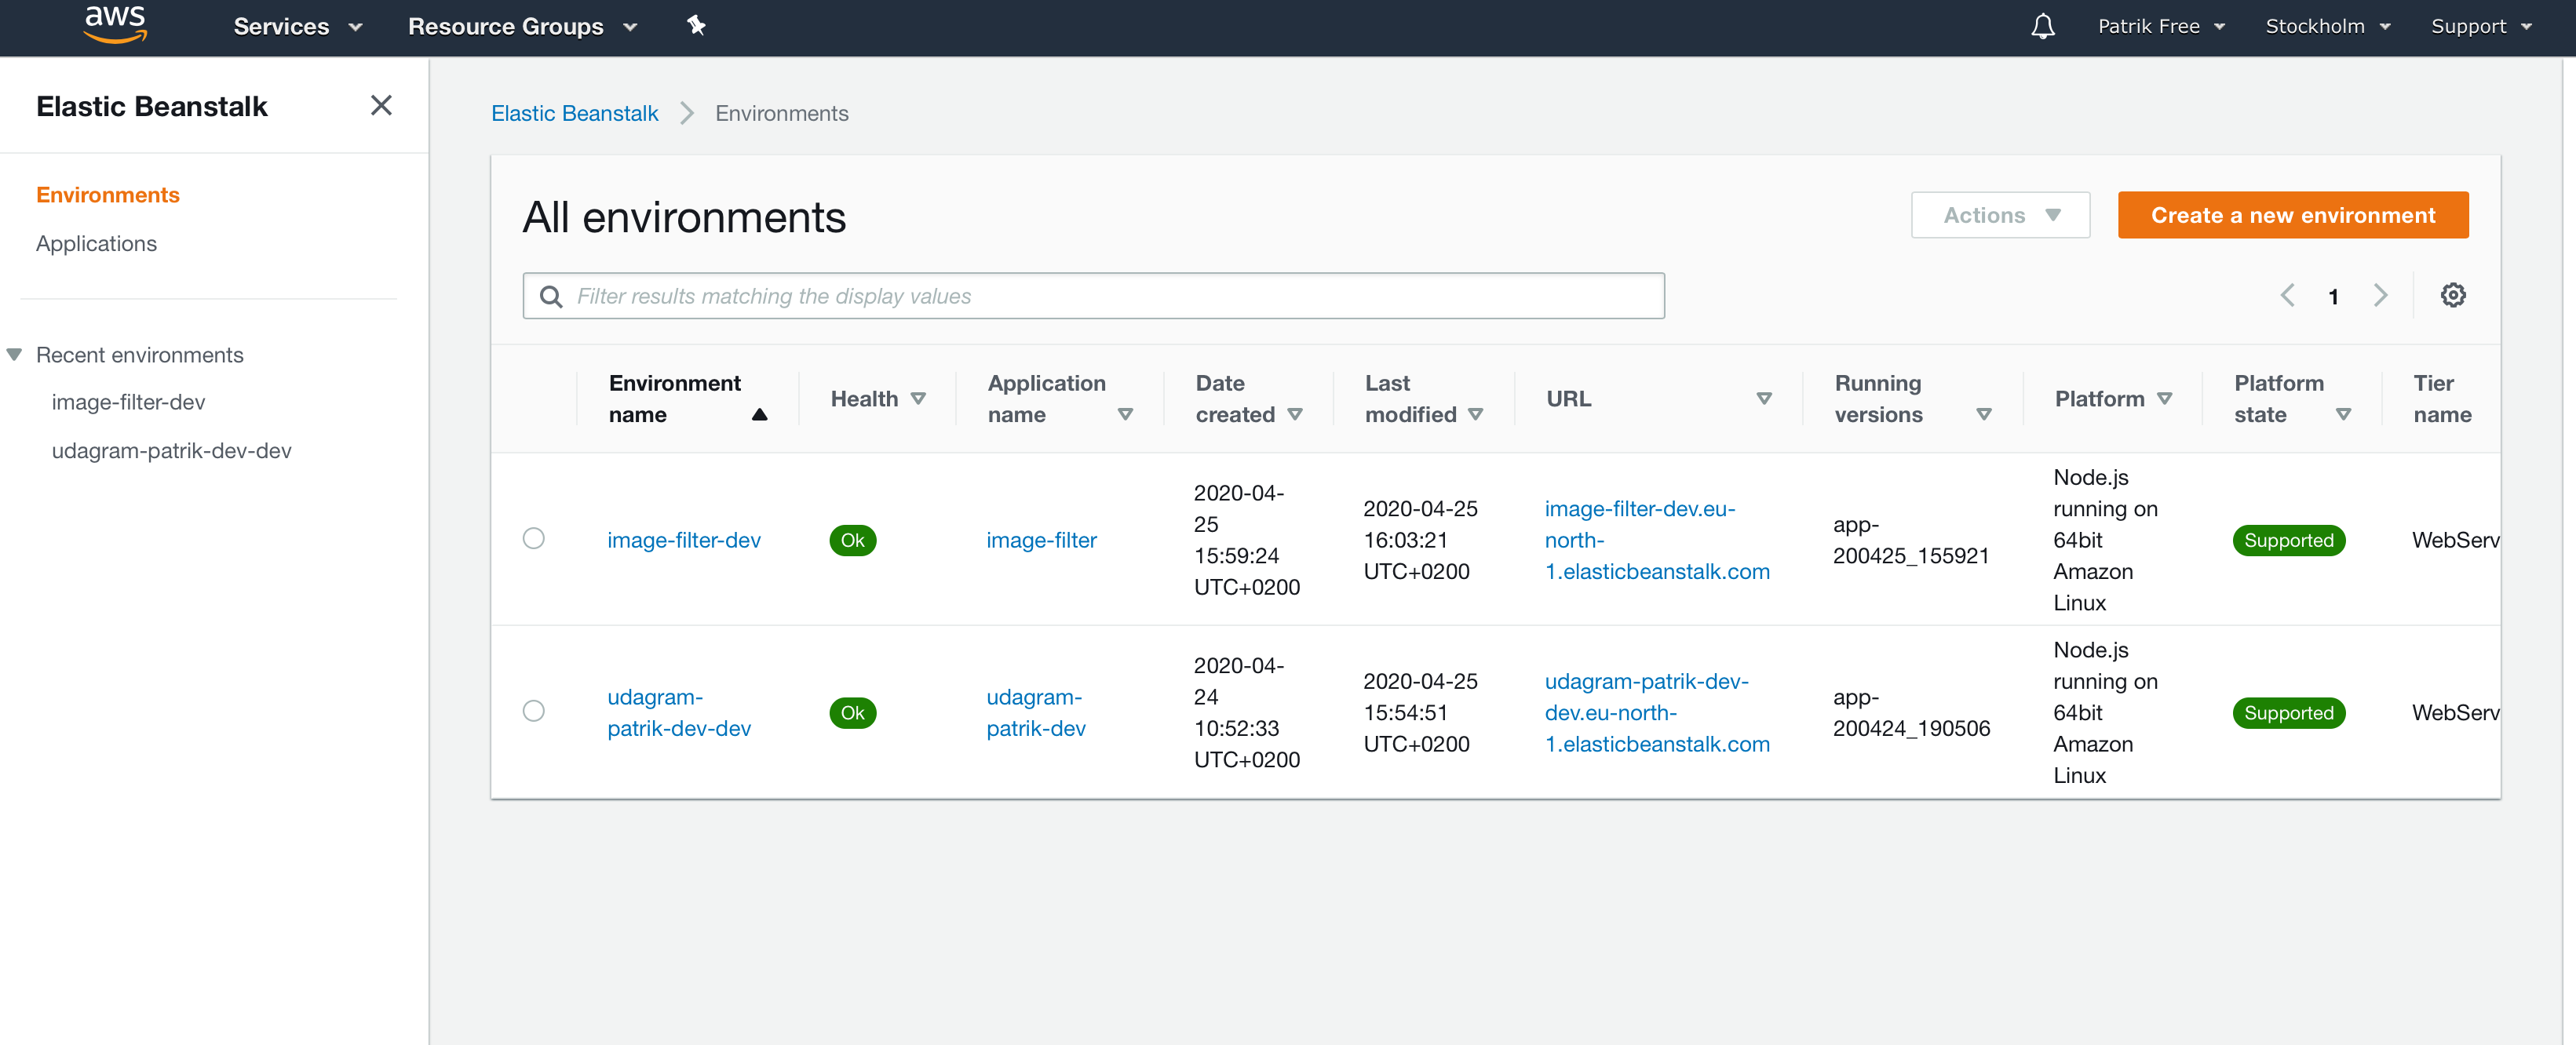 aws
Services
Resource Groups
Patrik Free
Stockholm
Support
Elastic Beanstalk
Environments
Applications
Recent environments
image-filter-dev
udagram-patrik-dev-dev
Elastic Beanstalk
Environments
All environments
Actions
Create a new environment
Filter results matching the display values
1
Environment
name
Health
Application
name
Date
created
Last
modified
URL
Running
versions
Platform
Platform
state
Tier
name
image-filter-dev
Ok
image-filter
2020-04-
25
15:59:24
UTC+0200
2020-04-25
16:03:21
UTC+0200
image-filter-dev.eu-
north-
1.elasticbeanstalk.com
app-
200425_155921
Node.js
running on
64bit
Amazon
Linux
Supported
WebServ
udagram-
patrik-dev-dev
Ok
udagram-
patrik-dev
2020-04-
24
10:52:33
UTC+0200
2020-04-25
15:54:51
UTC+0200
udagram-patrik-dev-
dev.eu-north-
1.elasticbeanstalk.com
app-
200424_190506
Node.js
running on
64bit
Amazon
Linux
Supported
WebServ